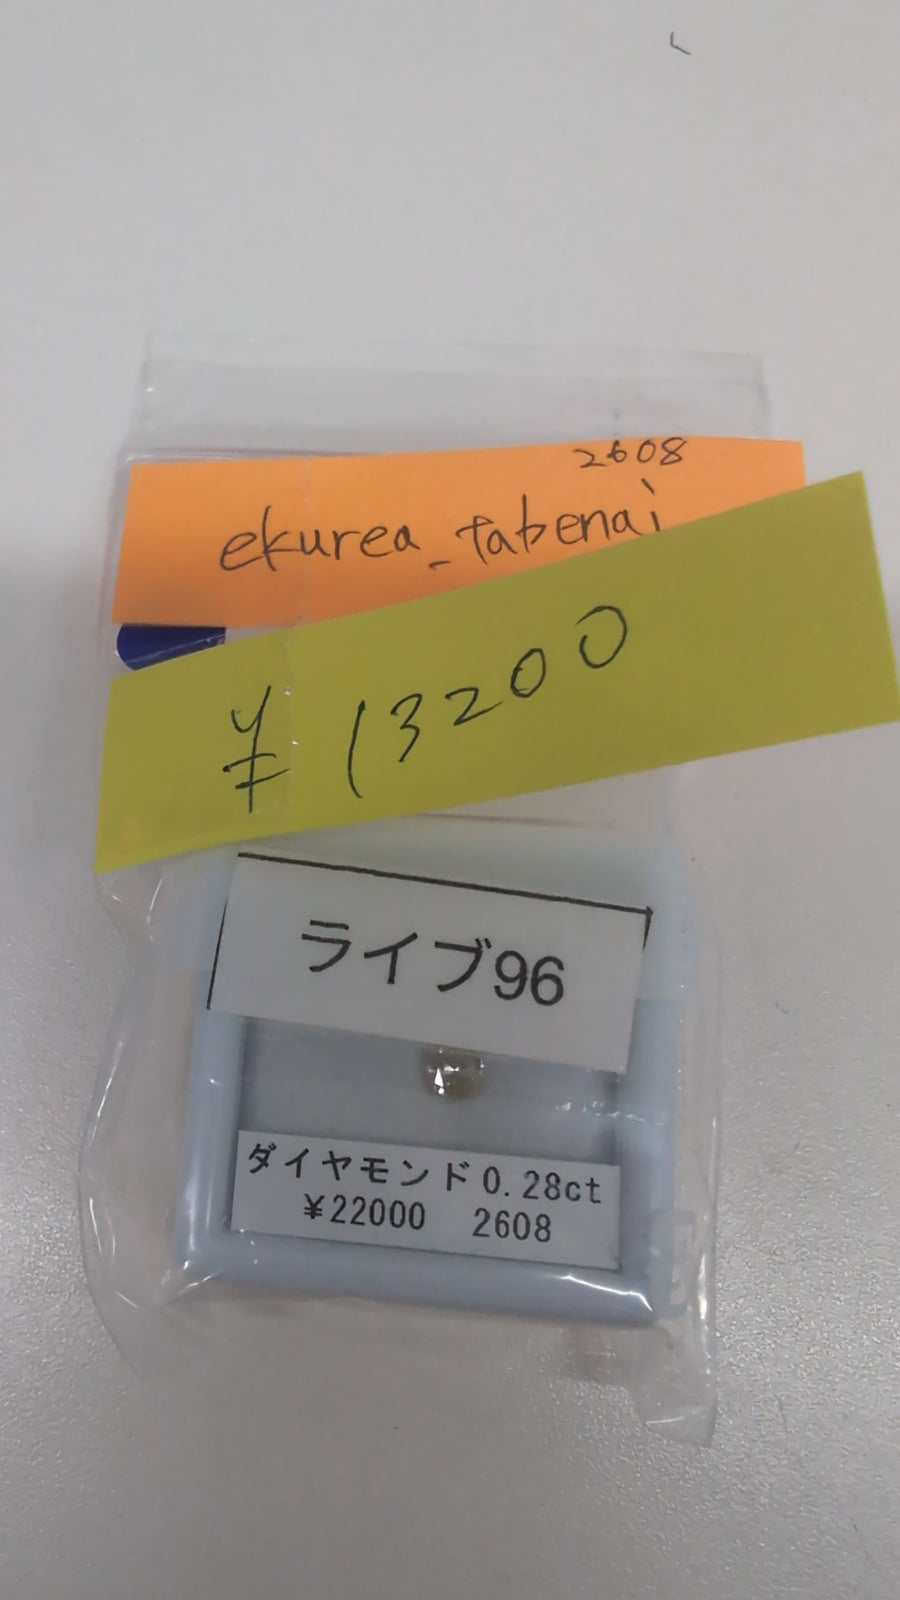 2608
ekurea_tabenai
¥13200
ライブ96
ダイヤモンド0.28ct
¥22000 2608